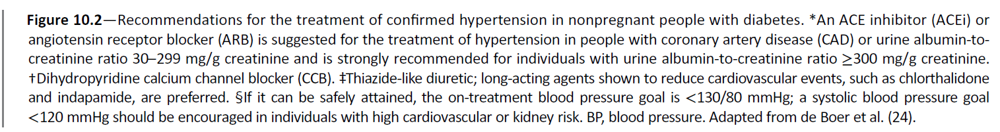 Figure 10.2—Recommendations for the treatment of confirmed hypertension in nonpregnant people with diabetes. *An ACE inhibitor (ACEi) or
angiotensin receptor blocker (ARB) is suggested for the treatment of hypertension in people with coronary artery disease (CAD) or urine albumin-to-
creatinine ratio 30–299 mg/g creatinine and is strongly recommended for individuals with urine albumin-to-creatinine ratio ≥300 mg/g creatinine.
†Dihydropyridine calcium channel blocker (CCB). ‡Thiazide-like diuretic; long-acting agents shown to reduce cardiovascular events, such as chlorthalidone
and indapamide, are preferred. §If it can be safely attained, the on-treatment blood pressure goal is <130/80 mmHg; a systolic blood pressure goal
<120 mmHg should be encouraged in individuals with high cardiovascular or kidney risk. BP, blood pressure. Adapted from de Boer et al. (24).